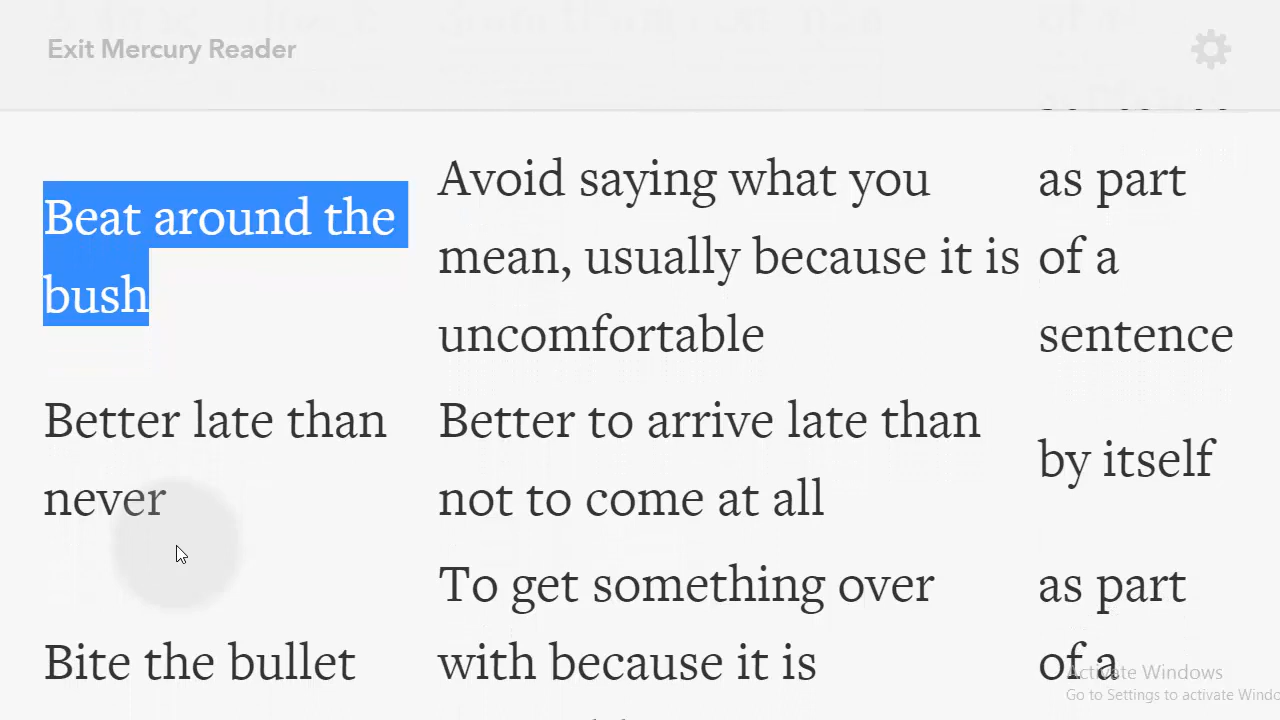 Exit Mercury Reader
Beat around the
bush
Avoid saying what you
mean, usually because it is
uncomfortable
as part
of a
sentence
Better late than
never
Better to arrive late than
not to come at all
by itself
Bite the bullet
To get something over
with because it is
as part
of a
Activate Windows
Go to Settings to activate Windo